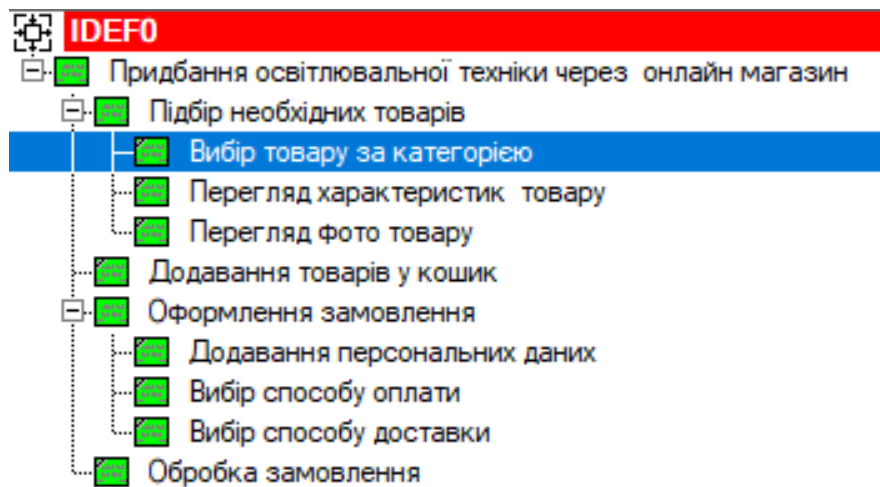 IDEF0
Придбання освітлювальної техніки через онлайн магазин
Підбір необхідних товарів
Вибір товару за категорією
Перегляд характеристик товару
Перегляд фото товару
Додавання товарів у кошик
Оформлення замовлення
Додавання персональних даних
Вибір способу оплати
Вибір способу доставки
Обробка замовлення